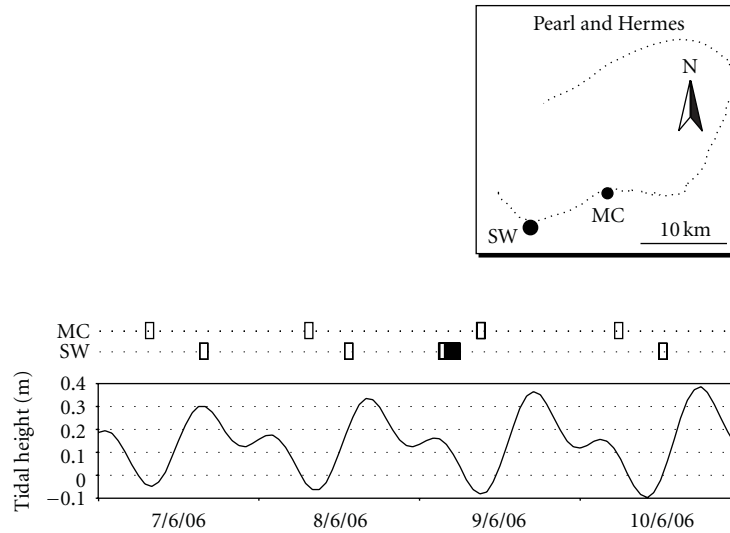 Pearl and Hermes
N
MC
SW
10 km
MC
SW
Tidal height (m)
0.4
0.3
0.2
0.1
0
−0.1
7/6/06
8/6/06
9/6/06
10/6/06